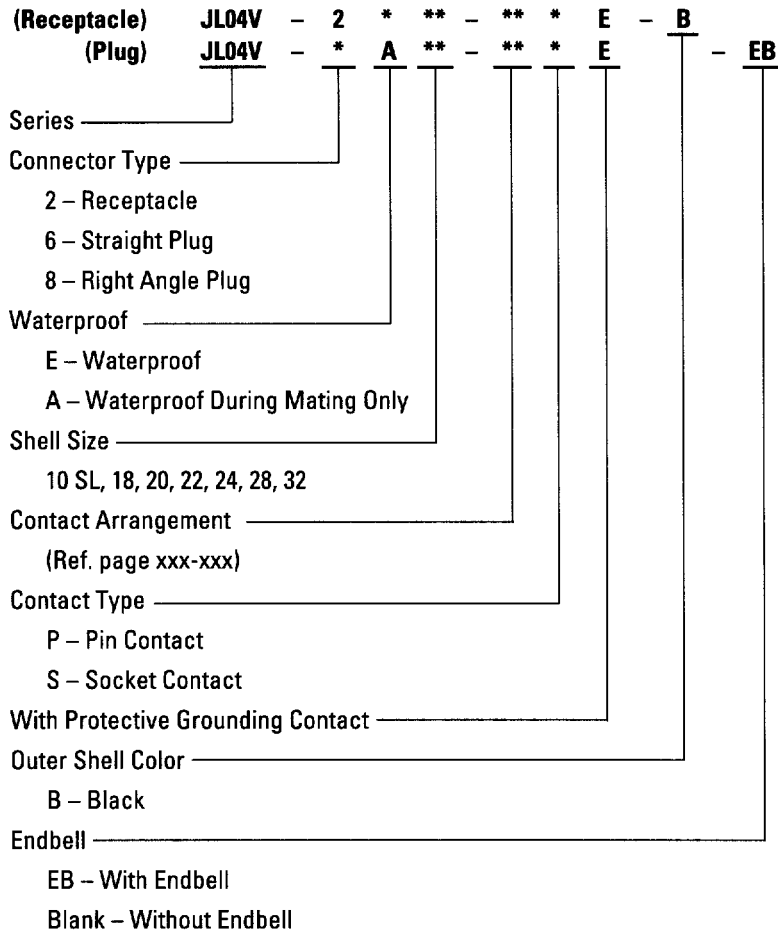 (Receptacle) JL04V – 2 * ** – ** * E – B
(Plug) JL04V – * A ** – ** * E – EB
Series
Connector Type
2 – Receptacle
6 – Straight Plug
8 – Right Angle Plug
Waterproof
E – Waterproof
A – Waterproof During Mating Only
Shell Size
10 SL, 18, 20, 22, 24, 28, 32
Contact Arrangement
(Ref. page xxx-xxx)
Contact Type
P – Pin Contact
S – Socket Contact
With Protective Grounding Contact
Outer Shell Color
B – Black
Endbell
EB – With Endbell
Blank – Without Endbell